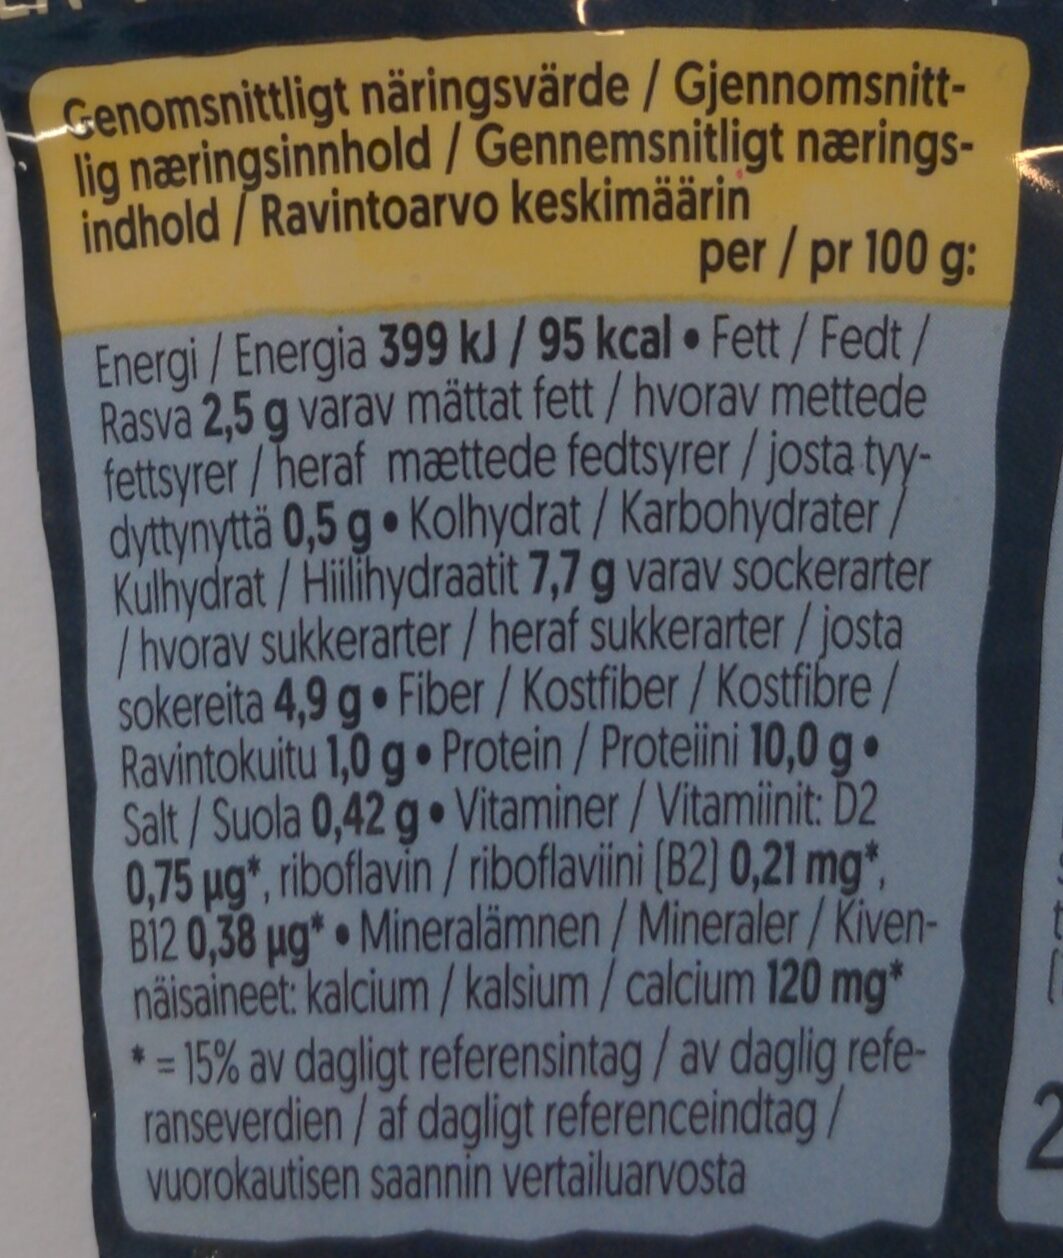 Genomsnittligt näringsvärde / Gjennomsnitt-
lig næringsinnhold / Gennemsnitligt nærings-
indhold / Ravintoarvo keskimäärin
per / pr 100 g:
Energi / Energia 399 kJ / 95 kcal • Fett / Fedt /
Rasva 2,5 g varav mättat fett / hvorav mettede
fettsyrer / heraf mættede fedtsyrer / josta tyy-
dyttynyttä 0,5 g • Kolhydrat / Karbohydrater /
Kulhydrat / Hiilihydraatit 7,7 g varav sockerarter
/ hvorav sukkerarter / heraf sukkerarter / josta
sokereita 4,9 g • Fiber / Kostfiber / Kostfibre /
Ravintokuitu 1,0 g • Protein / Proteiini 10,0 g •
Salt / Suola 0,42 g • Vitaminer / Vitamiinit: D2
0,75 µg*, riboflavin / riboflaviini (B2) 0,21 mg*,
B12 0,38 µg* • Mineralämnen / Mineraler / Kiven-
näisaineet: kalcium / kalsium / calcium 120 mg*
* = 15% av dagligt referensintag / av daglig refe-
ranseverdien / af dagligt referenceindtag /
vuorokautisen saannin vertailuarvosta